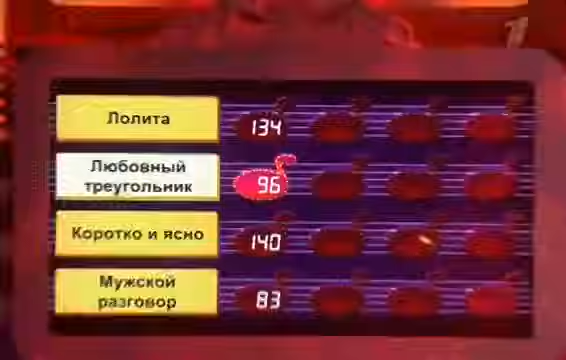 Лолита
134
Любовный
треугольник
96
Коротко и ясно
140
Мужской
разговор
83